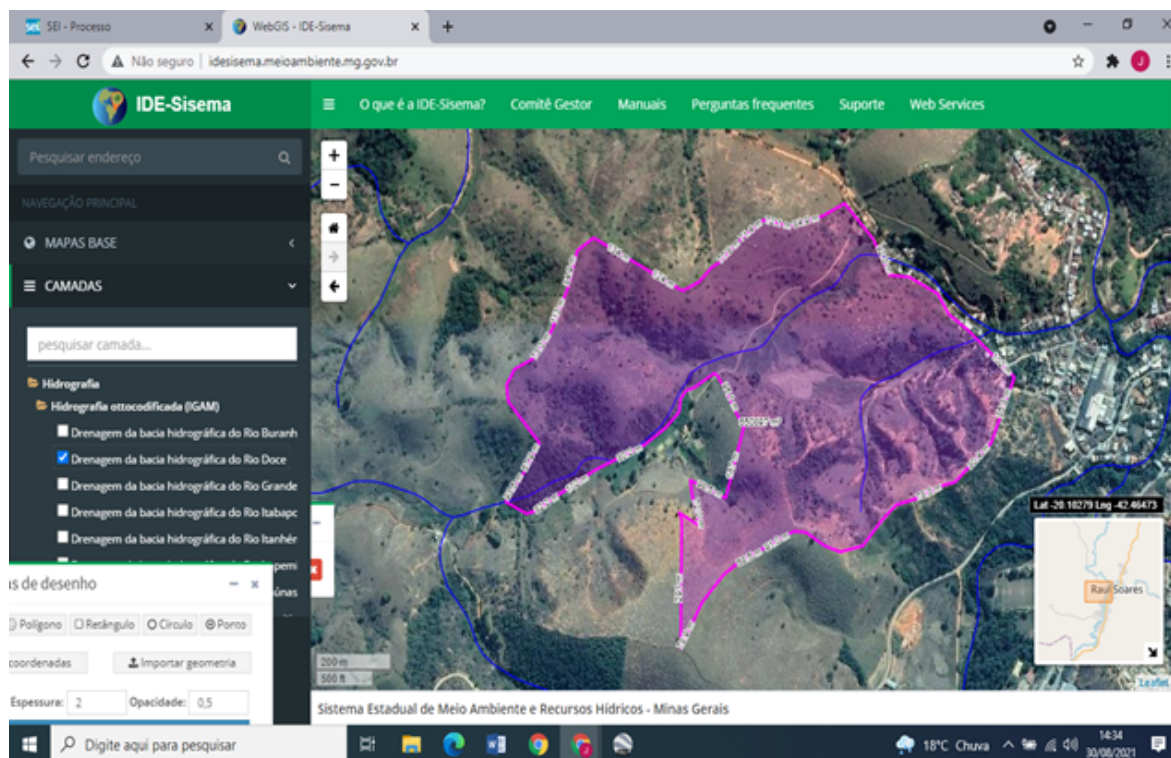 SEI - Processo
WebGIS - IDE-Sisema
Não seguro | idesisema.meioambiente.mg.gov.br
J
IDE-Sisema
O que é a IDE-Sisema?
Comitê Gestor
Manuais
Perguntas frequentes
Suporte
Web Services
Pesquisar endereço
NAVEGAÇÃO PRINCIPAL
MAPAS BASE
CAMADAS
pesquisar camada...
Hidrografia
Hidrografia ottocodificada (IGAM)
Drenagem da bacia hidrográfica do Rio Buranh
Drenagem da bacia hidrográfica do Rio Doce
Drenagem da bacia hidrográfica do Rio Grande
Drenagem da bacia hidrográfica do Rio Itabapo
Drenagem da bacia hidrográfica do Rio Itanhér
as de desenho
Polígono
Retângulo
Círculo
Ponto
coordenadas
Importar geometria
Espessura: 2
Opacidade: 0,5
Lat -20.10279 Lng -42.46473
Raul Soares
200 m
500 ft
Leaflet
Sistema Estadual de Meio Ambiente e Recursos Hídricos - Minas Gerais
Digite aqui para pesquisar
18°C Chuva
14:34
30/08/2021